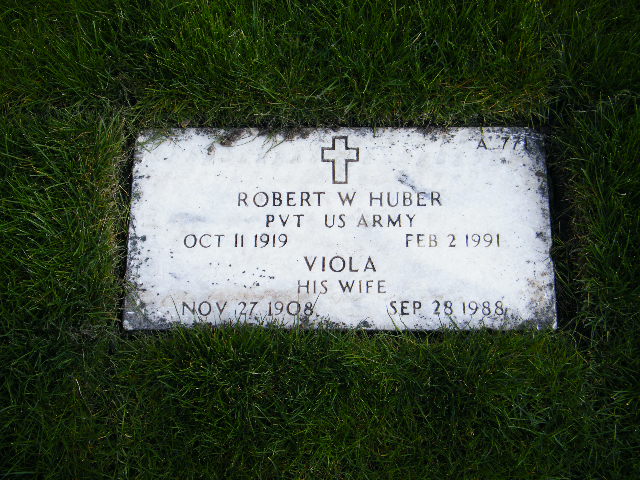 A 77
ROBERT W HUBER
PVT US ARMY
OCT 11 1919 FEB 2 1991
VIOLA
HIS WIFE
NOV 27 1908 SEP 28 1988